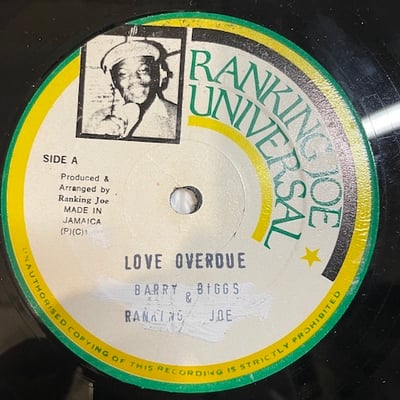 RANKING JOE
UNIVERSAL
SIDE A
Produced &
Arranged by
Ranking Joe
MADE IN
JAMAICA
(P)(C)1
LOVE OVERDUE
BARRY BIGGS
&
RANKING JOE
UNAUTHORISED COPYING OF THIS RECORDING IS STRICTLY PROHIBITED